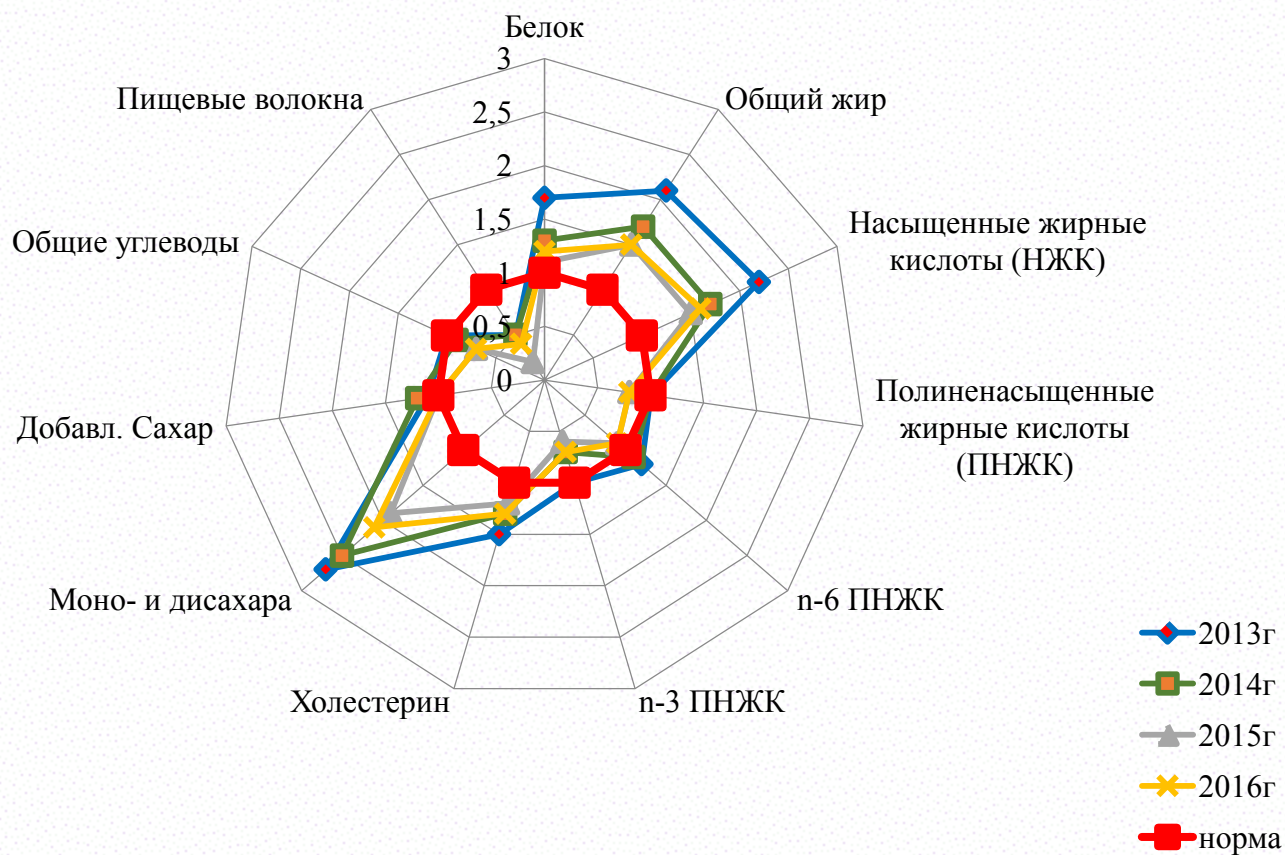 Белок
3
2,5
2
1,5
1
0,5
0
Общий жир
Насыщенные жирные
кислоты (НЖК)
Полиненасыщенные
жирные кислоты
(ПНЖК)
n-6 ПНЖК
n-3 ПНЖК
Холестерин
Моно- и дисахара
Добавл. Сахар
Общие углеводы
Пищевые волокна
2013г
2014г
2015г
2016г
норма